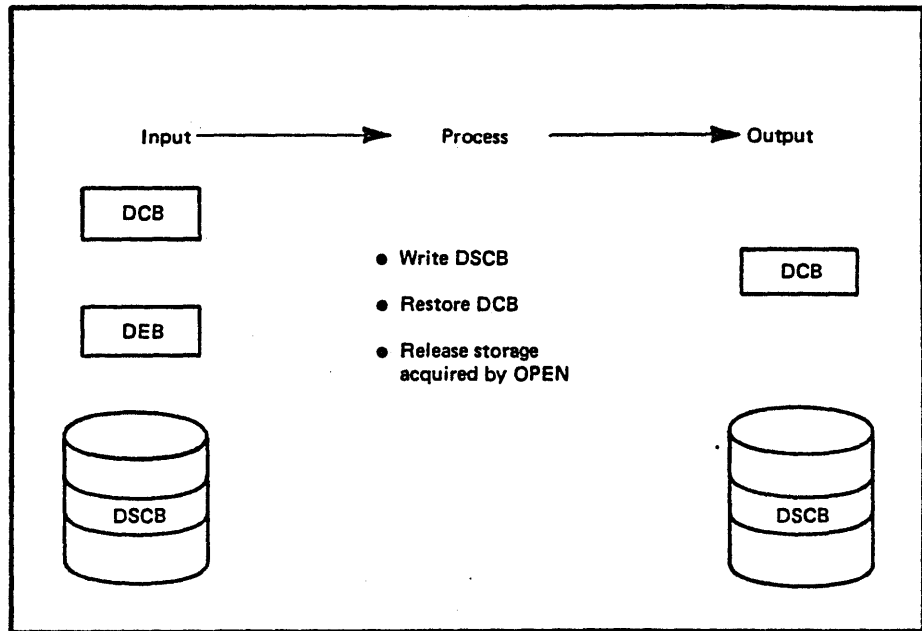 Input Process Output
DCB
DEB
DSCB
● Write DSCB
● Restore DCB
● Release storage
acquired by OPEN
DCB
DSCB